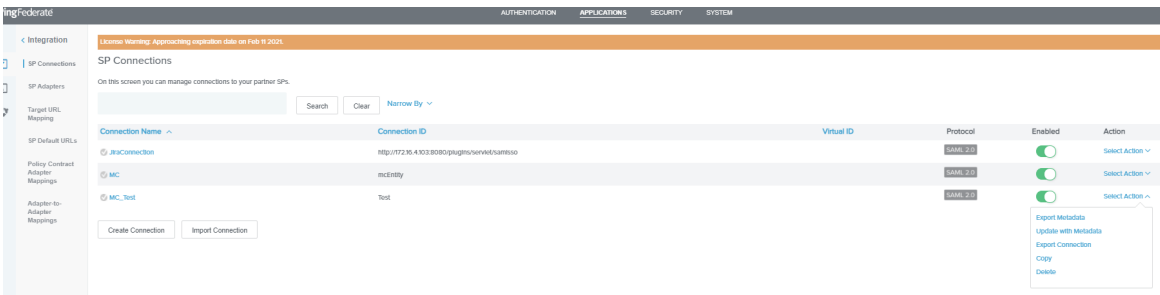 ingFederate
AUTHENTICATION APPLICATIONS SECURITY SYSTEM
< Integration
License Warning: Approaching expiration date on Feb 11 2021.
SP Connections
SP Adapters
Target URL
Mapping
SP Default URLs
Policy Contract
Adapter
Mappings
Adapter-to-
Adapter
Mappings
SP Connections
On this screen you can manage connections to your partner SPs.
Search Clear Narrow By
Connection Name Connection ID Virtual ID Protocol Enabled Action
JiraConnection http://172.16.4.103:8080/plugins/servlet/samlsso SAML 2.0 Select Action
MC mcEntity SAML 2.0 Select Action
MC_Test Test SAML 2.0 Select Action
Export Metadata
Update with Metadata
Export Connection
Copy
Delete
Create Connection Import Connection